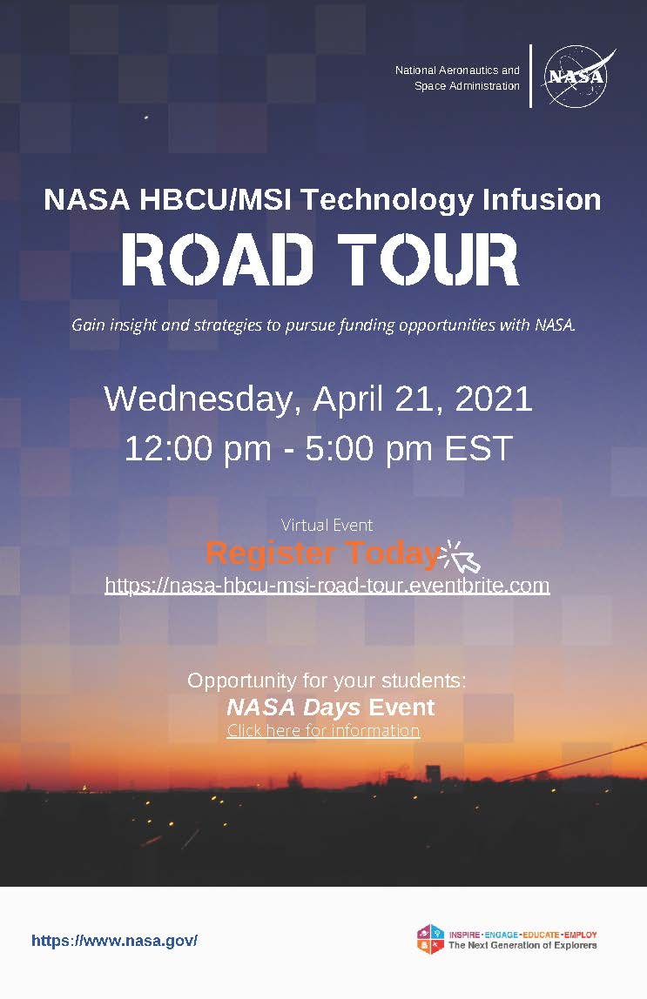 National Aeronautics and
Space Administration
NASA
NASA HBCU/MSI Technology Infusion
ROAD TOUR
Gain insight and strategies to pursue funding opportunities with NASA.
Wednesday, April 21, 2021
12:00 pm - 5:00 pm EST
Virtual Event
Register Today
https://nasa-hbcu-msi-road-tour.eventbrite.com
Opportunity for your students:
NASA Days Event
Click here for information
https://www.nasa.gov/
INSPIRE • ENGAGE • EDUCATE • EMPLOY
The Next Generation of Explorers